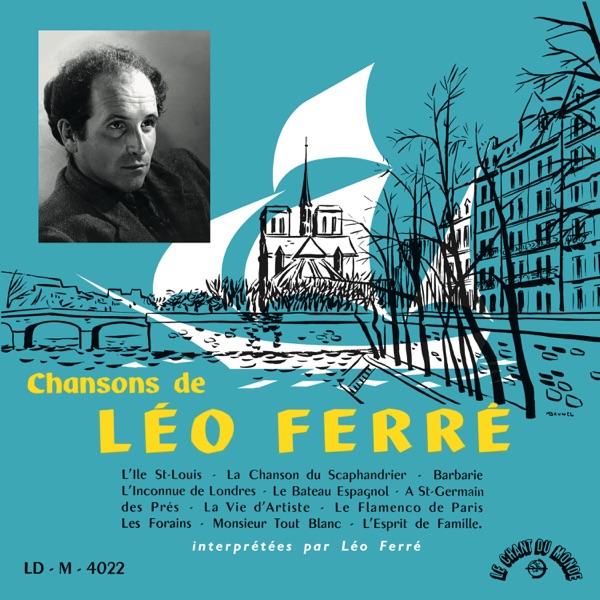 Chansons de
LÉO FERRÉ
L'Ile St-Louis - La Chanson du Scaphandrier - Barbarie
L'Inconnue de Londres - Le Bateau Espagnol - A St-Germain
des Prés - La Vie d'Artiste - Le Flamenco de Paris
Les Forains - Monsieur Tout Blanc - L'Esprit de Famille.
interprétées par Léo Ferré
LD - M - 4022
LE CHANT DU MONDE